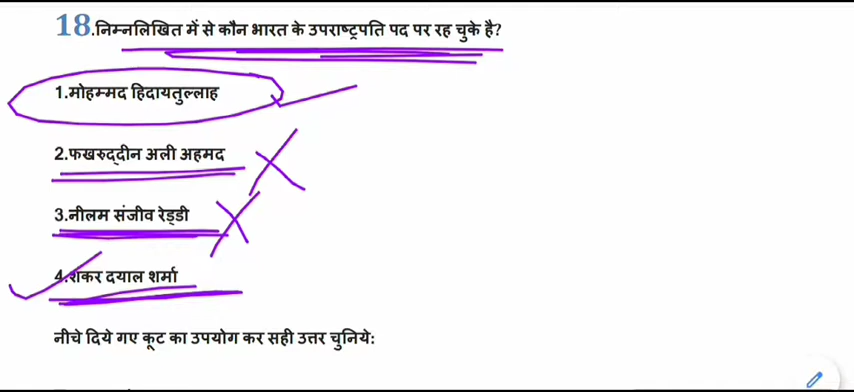 18.निम्नलिखित में से कौन भारत के उपराष्ट्रपति पद पर रह चुके है?
1.मोहम्मद हिदायतुल्लाह
2.फखरुद्दीन अली अहमद
3.नीलम संजीव रेड्डी
4.शंकर दयाल शर्मा
नीचे दिये गए कूट का उपयोग कर सही उत्तर चुनिये: